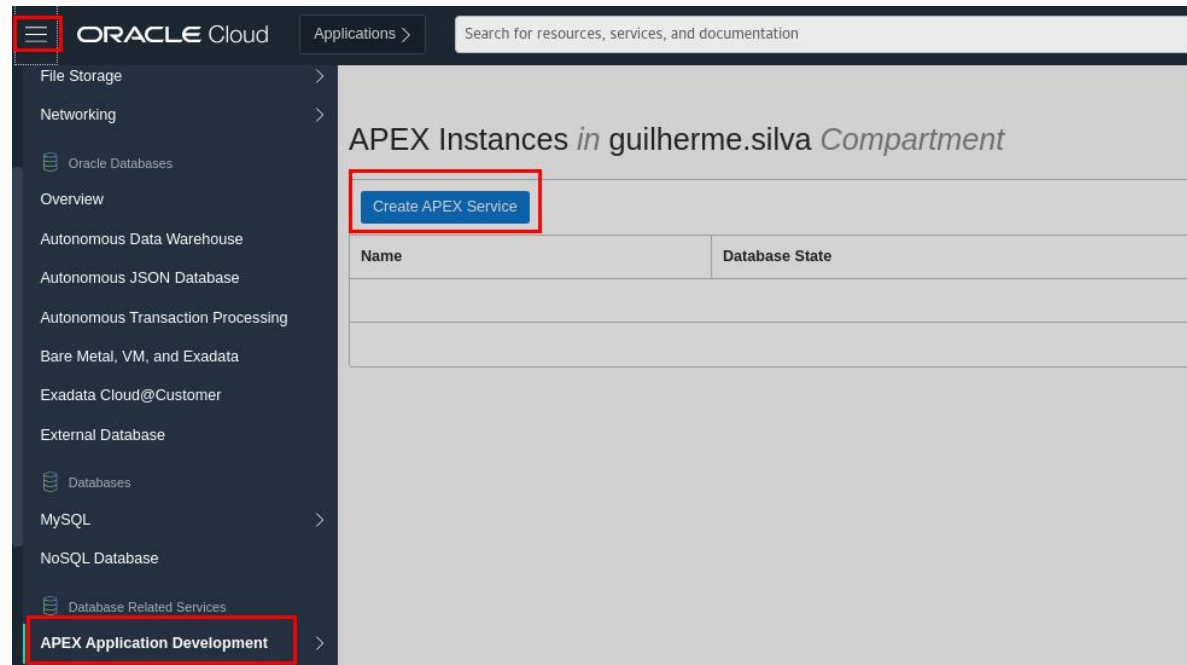 ORACLE Cloud
Applications >
Search for resources, services, and documentation
File Storage
Networking
Oracle Databases
Overview
Autonomous Data Warehouse
Autonomous JSON Database
Autonomous Transaction Processing
Bare Metal, VM, and Exadata
Exadata Cloud@Customer
External Database
Databases
MySQL
NoSQL Database
Database Related Services
APEX Application Development
APEX Instances in guilherme.silva Compartment
Create APEX Service
Name
Database State